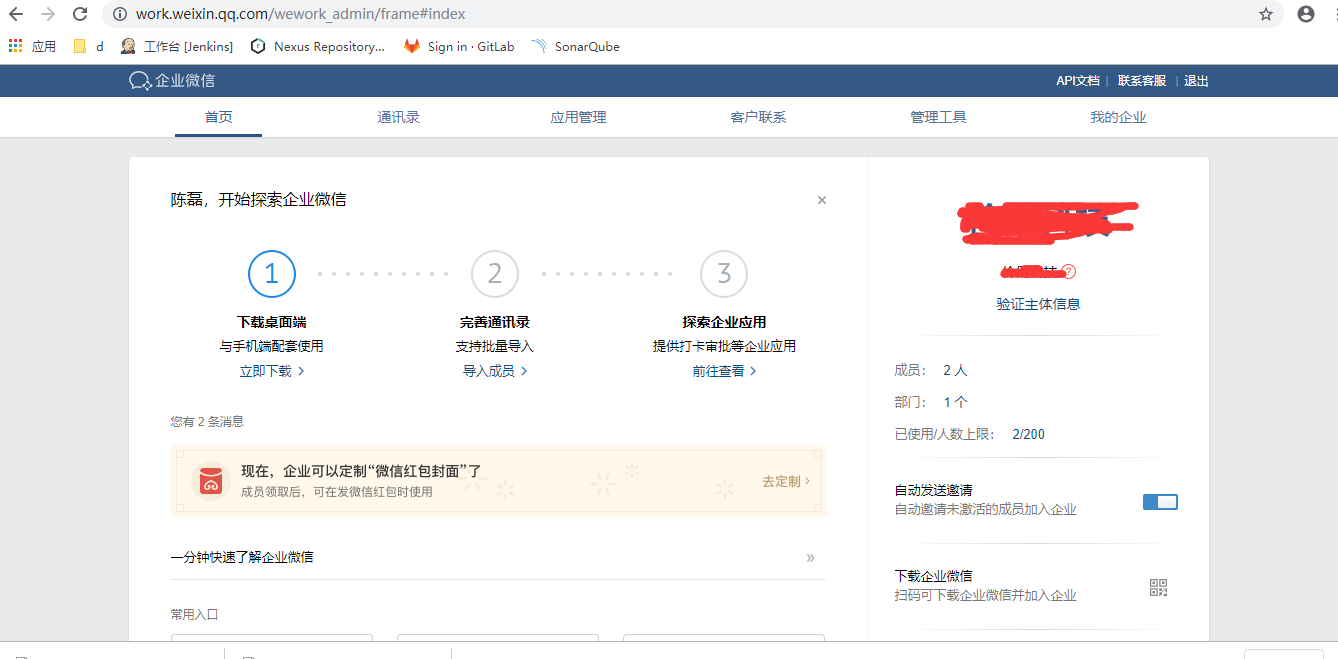 work.weixin.qq.com/wework_admin/frame#index
应用 d 工作台 [Jenkins] Nexus Repository... Sign in · GitLab SonarQube
企业微信 API文档 | 联系客服 | 退出
首页 通讯录 应用管理 客户联系 管理工具 我的企业
陈磊，开始探索企业微信 ×
1 2 3
下载桌面端 完善通讯录 探索企业应用
与手机端配套使用 支持批量导入 提供打卡审批等企业应用
立即下载 > 导入成员 > 前往查看 >
您有 2 条消息
现在，企业可以定制“微信红包封面”了
成员领取后，可在发微信红包时使用
去定制 >
一分钟快速了解企业微信 »
常用入口
?
验证主体信息
成员： 2 人
部门： 1 个
已使用/人数上限： 2/200
自动发送邀请
自动邀请未激活的成员加入企业
下载企业微信
扫码可下载企业微信并加入企业